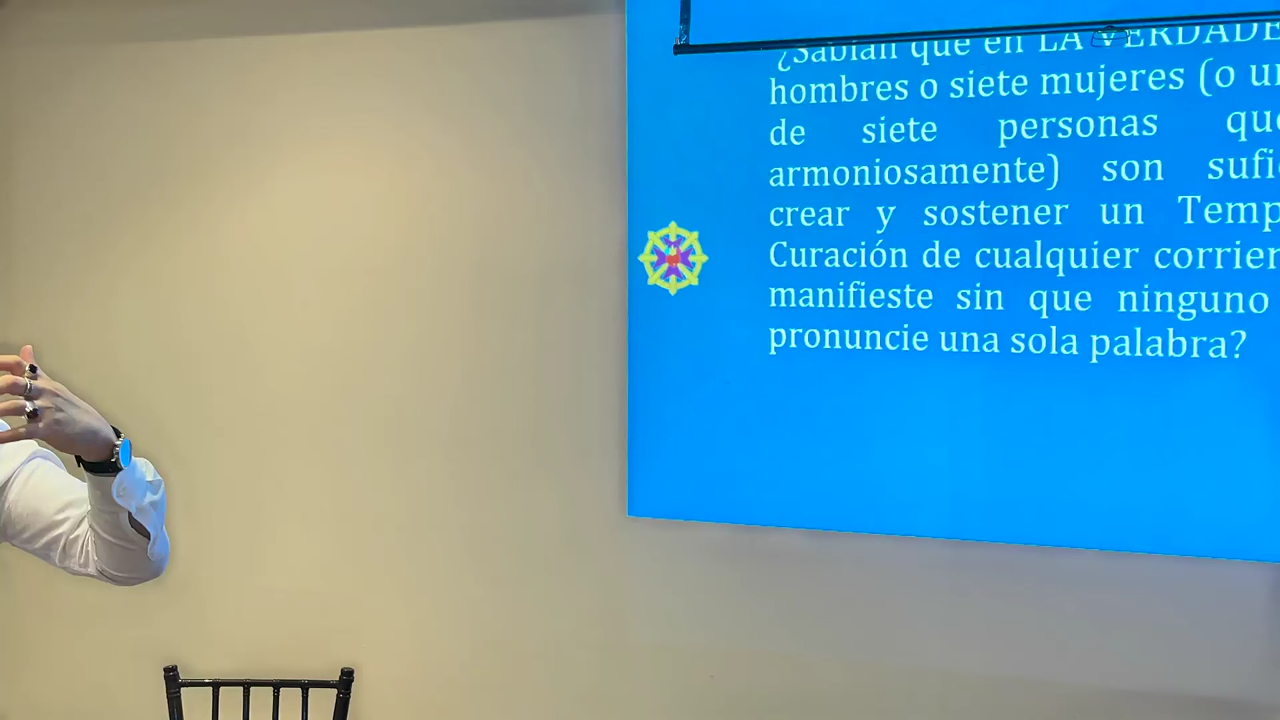 ¿Sabían que en LA VERDADE
hombres o siete mujeres (o un
de siete personas que
armoniosamente) son sufi
crear y sostener un Temp
Curación de cualquier corrien
manifieste sin que ninguno
pronuncie una sola palabra?